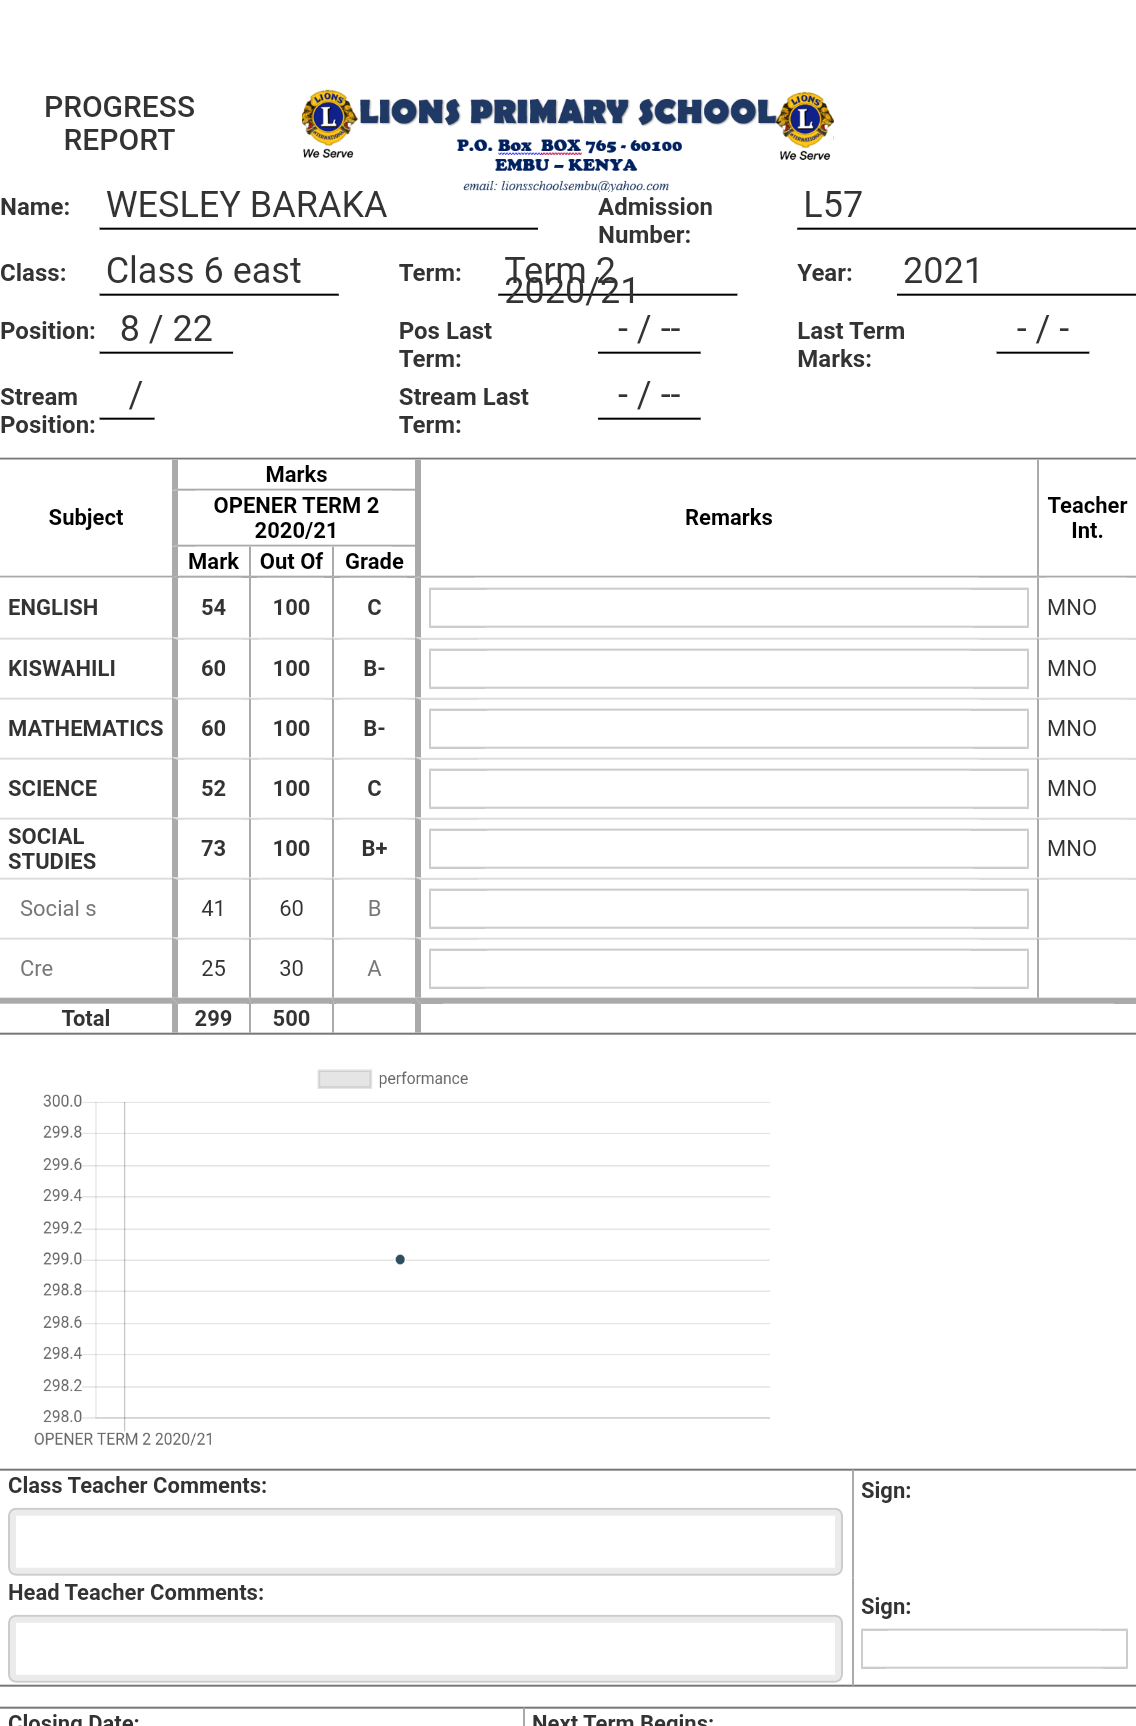 PROGRESS
REPORT
LIONS PRIMARY SCHOOL
P.O. Box BOX 765 - 60100
EMBU – KENYA
email: lionsschoolsembu@yahoo.com
LIONS
L
INTERNATIONAL
We Serve
LIONS
L
INTERNATIONAL
We Serve
Name: WESLEY BARAKA Admission Number: L57
Class: Class 6 east Term: Term 2 2020/21 Year: 2021
Position: 8 / 22 Pos Last Term: - / -- Last Term Marks: - / -
Stream Position: / Stream Last Term: - / --
Subject Marks Remarks Teacher Int.
OPENER TERM 2 2020/21
Mark Out Of Grade
ENGLISH 54 100 C MNO
KISWAHILI 60 100 B- MNO
MATHEMATICS 60 100 B- MNO
SCIENCE 52 100 C MNO
SOCIAL STUDIES 73 100 B+ MNO
Social s 41 60 B
Cre 25 30 A
Total 299 500
performance
300.0
299.8
299.6
299.4
299.2
299.0
298.8
298.6
298.4
298.2
298.0
OPENER TERM 2 2020/21
Class Teacher Comments: Sign:
Head Teacher Comments: Sign:
Closing Date: Next Term Begins: